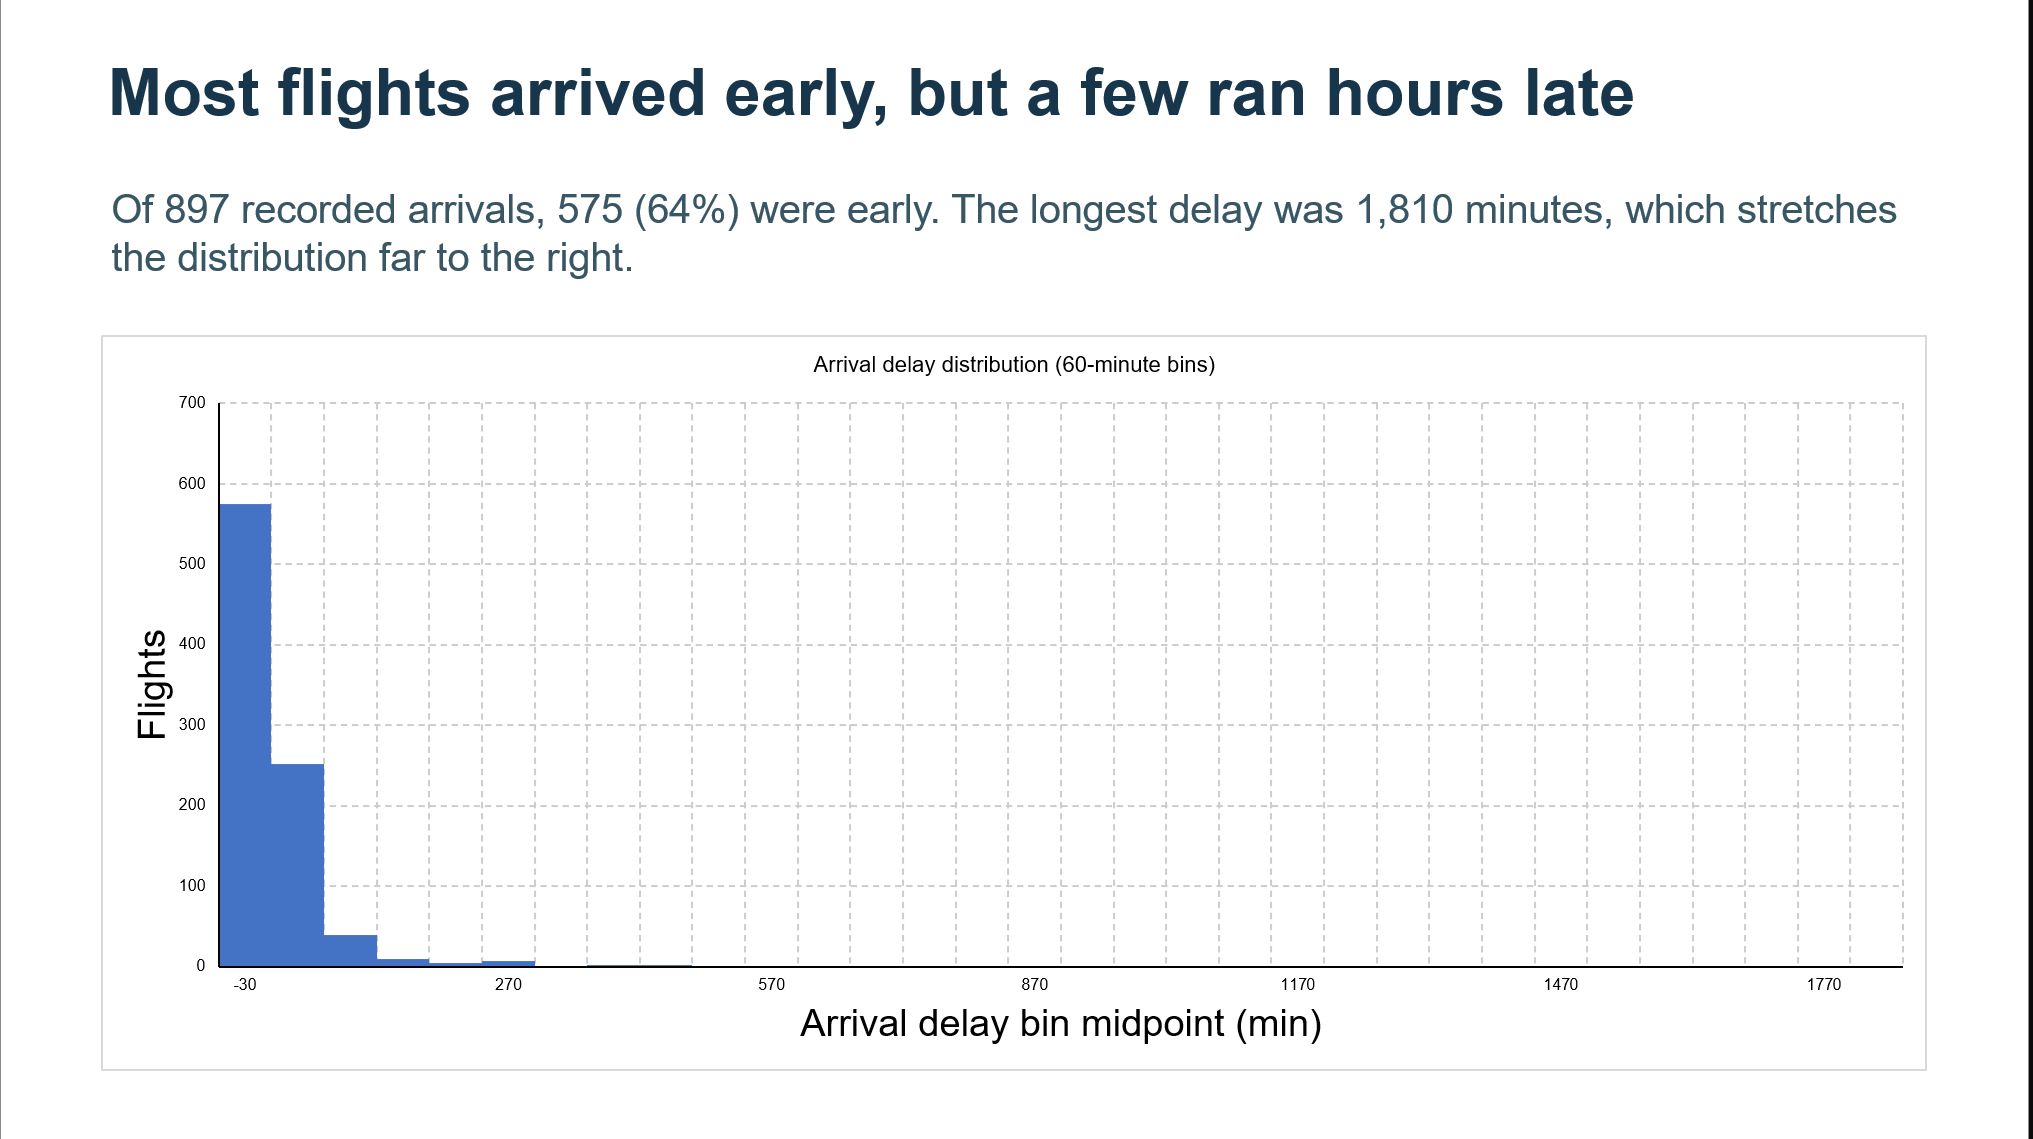 Most flights arrived early, but a few ran hours late
Of 897 recorded arrivals, 575 (64%) were early. The longest delay was 1,810 minutes, which stretches
the distribution far to the right.
Arrival delay distribution (60-minute bins)
700
600
500
400
300
200
100
0
Flights
-30
270
570
870
1170
1470
1770
Arrival delay bin midpoint (min)